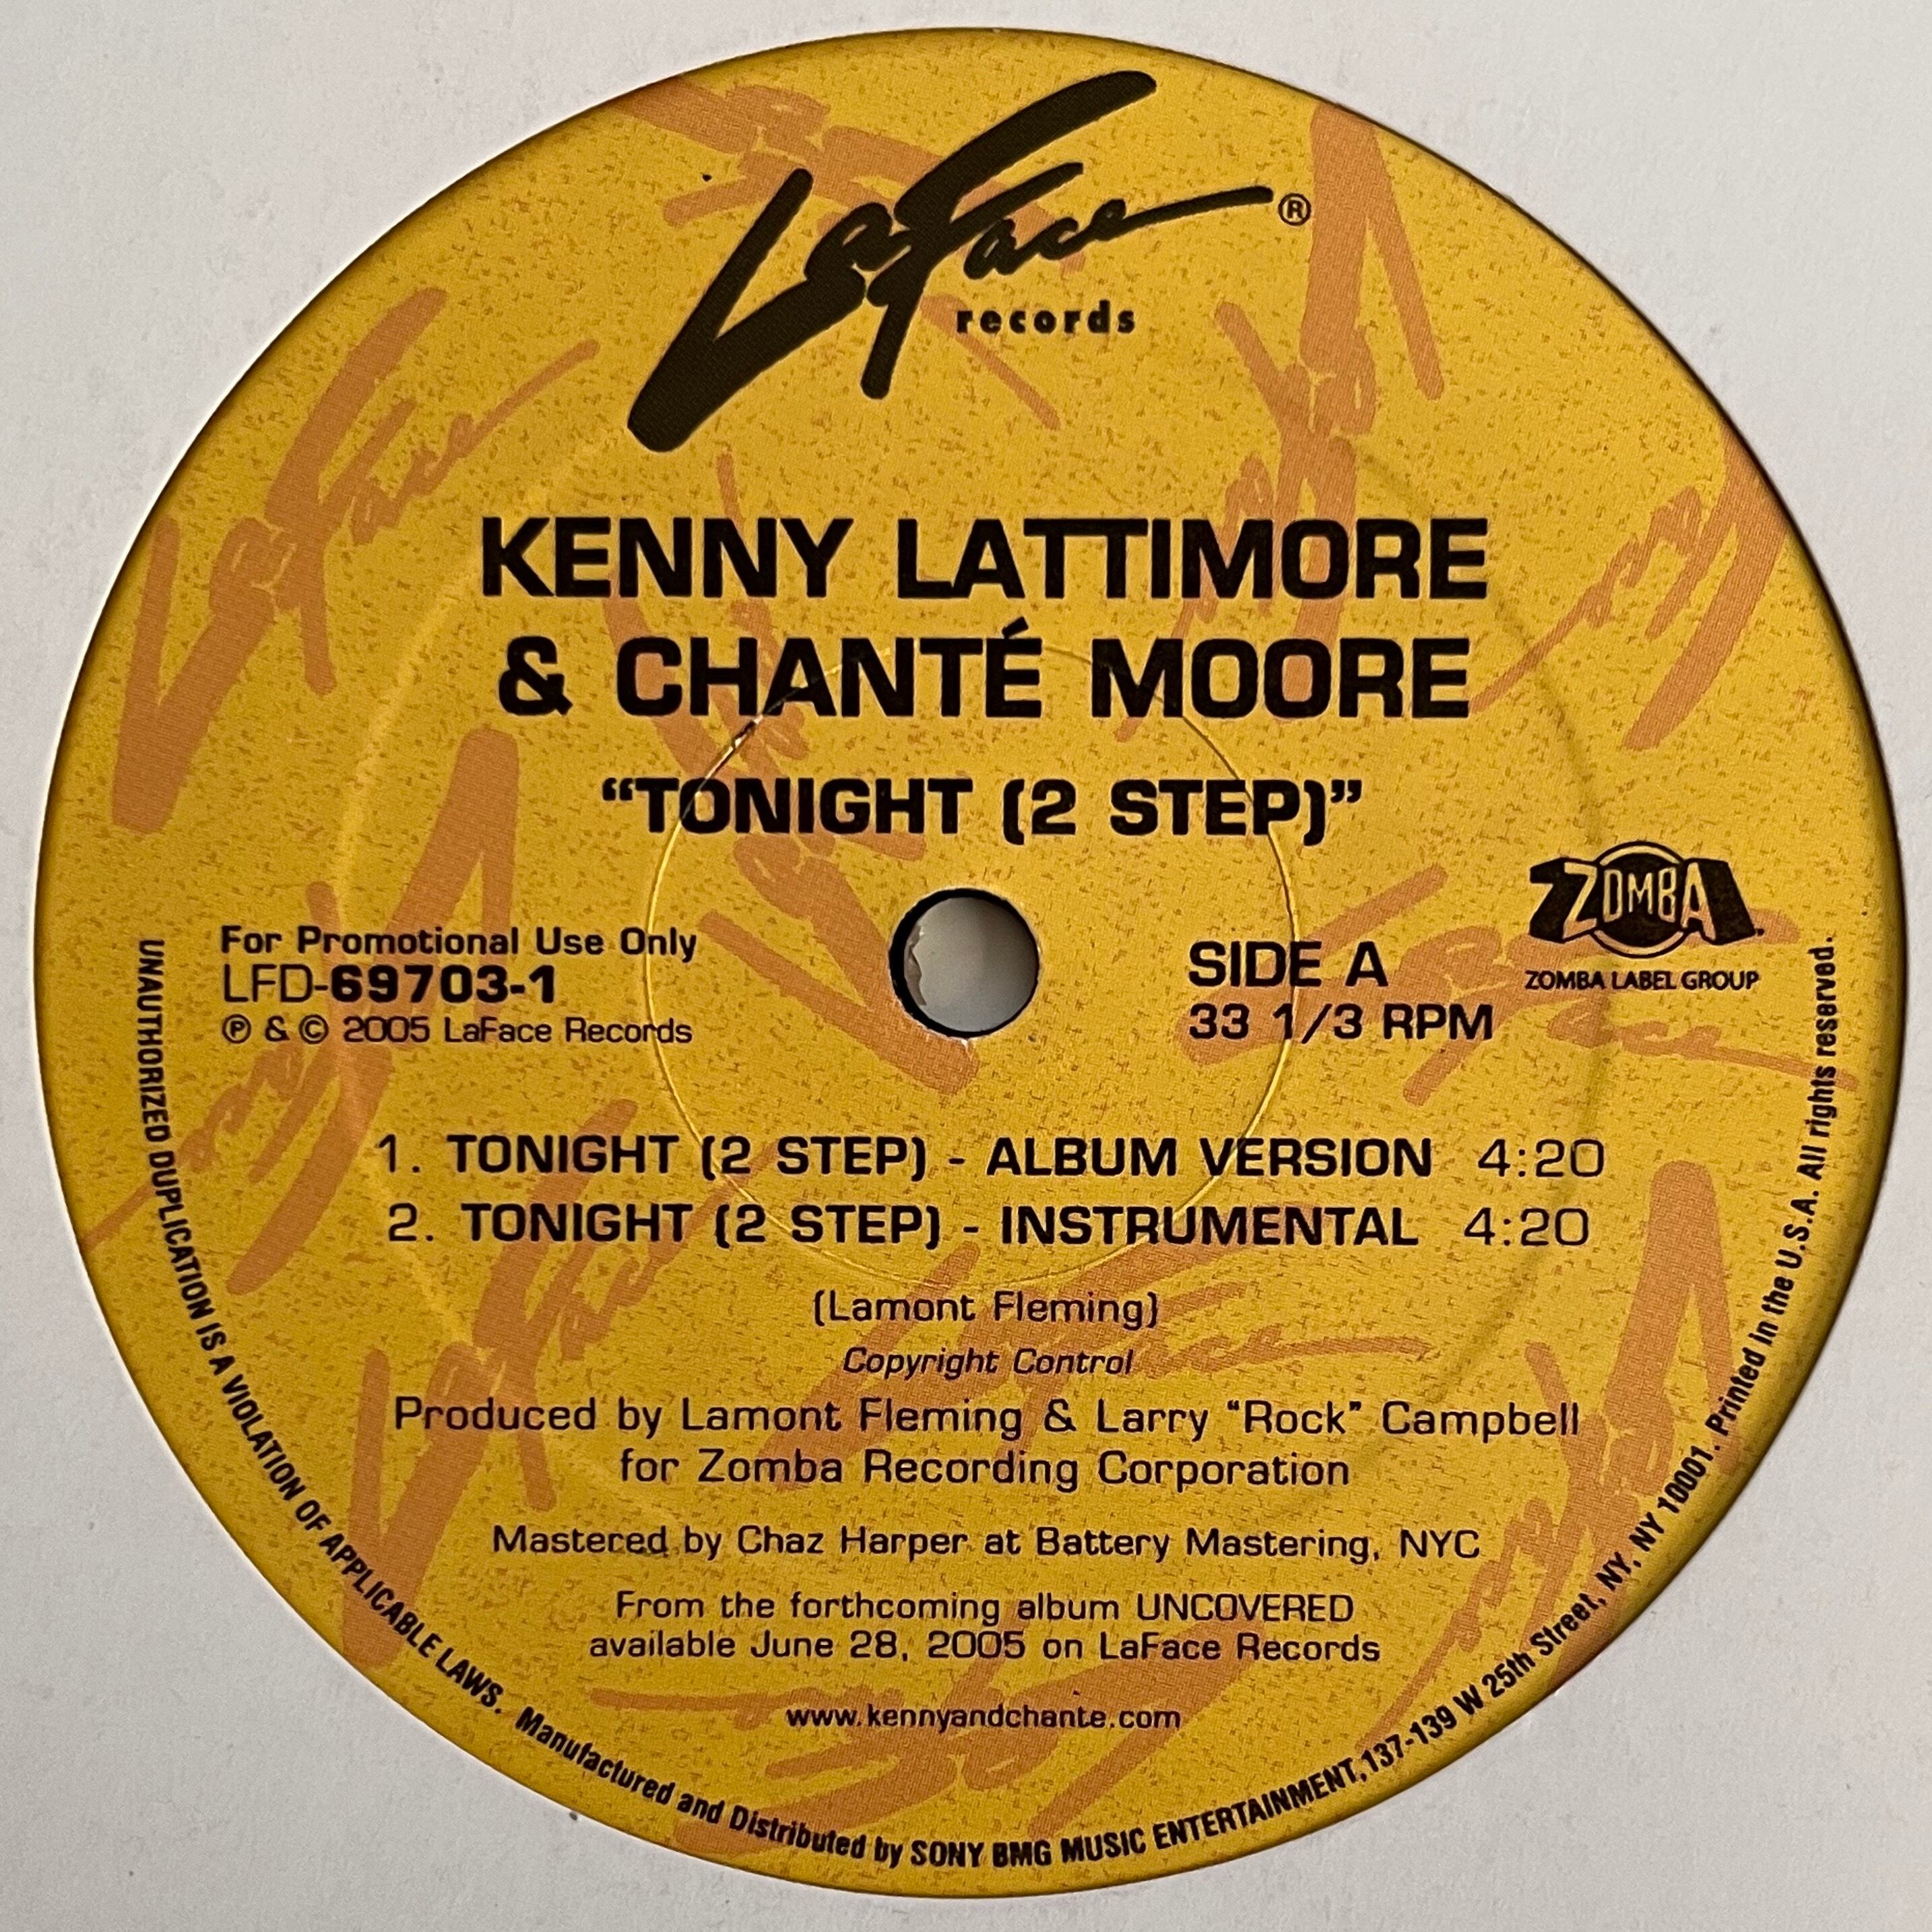 LaFace®
records
KENNY LATTIMORE
& CHANTÉ MOORE
“TONIGHT (2 STEP)”
For Promotional Use Only
LFD-69703-1
℗ & © 2005 LaFace Records
SIDE A
33 1/3 RPM
ZOMBA
ZOMBA LABEL GROUP
1. TONIGHT (2 STEP) - ALBUM VERSION 4:20
2. TONIGHT (2 STEP) - INSTRUMENTAL 4:20
(Lamont Fleming)
Copyright Control
Produced by Lamont Fleming & Larry “Rock” Campbell
for Zomba Recording Corporation
Mastered by Chaz Harper at Battery Mastering, NYC
From the forthcoming album UNCOVERED
available June 28, 2005 on LaFace Records
www.kennyandchante.com
UNAUTHORIZED DUPLICATION IS A VIOLATION OF APPLICABLE LAWS. Manufactured and Distributed by SONY BMG MUSIC ENTERTAINMENT, 137-139 W 25th Street, NY, NY 10001. Printed in the U.S.A. All rights reserved.